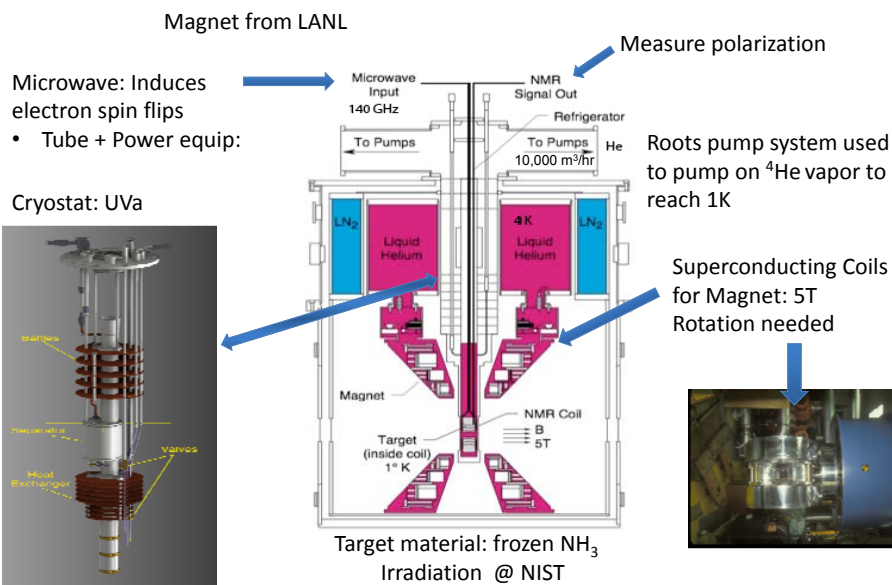 Magnet from LANL
Measure polarization
Microwave: Induces
electron spin flips
• Tube + Power equip:
Microwave
Input
140 GHz
NMR
Signal Out
Refrigerator
To Pumps
To Pumps
10,000 m³/hr
He
Roots pump system used
to pump on ⁴He vapor to
reach 1K
Cryostat: UVa
LN₂
Liquid
Helium
4K
Liquid
Helium
LN₂
Superconducting Coils
for Magnet: 5T
Rotation needed
Baffles
Separator
Valves
Heat
Exchanger
Magnet
NMR Coil
B
5T
Target
(inside coil)
1° K
Target material: frozen NH₃
Irradiation @ NIST